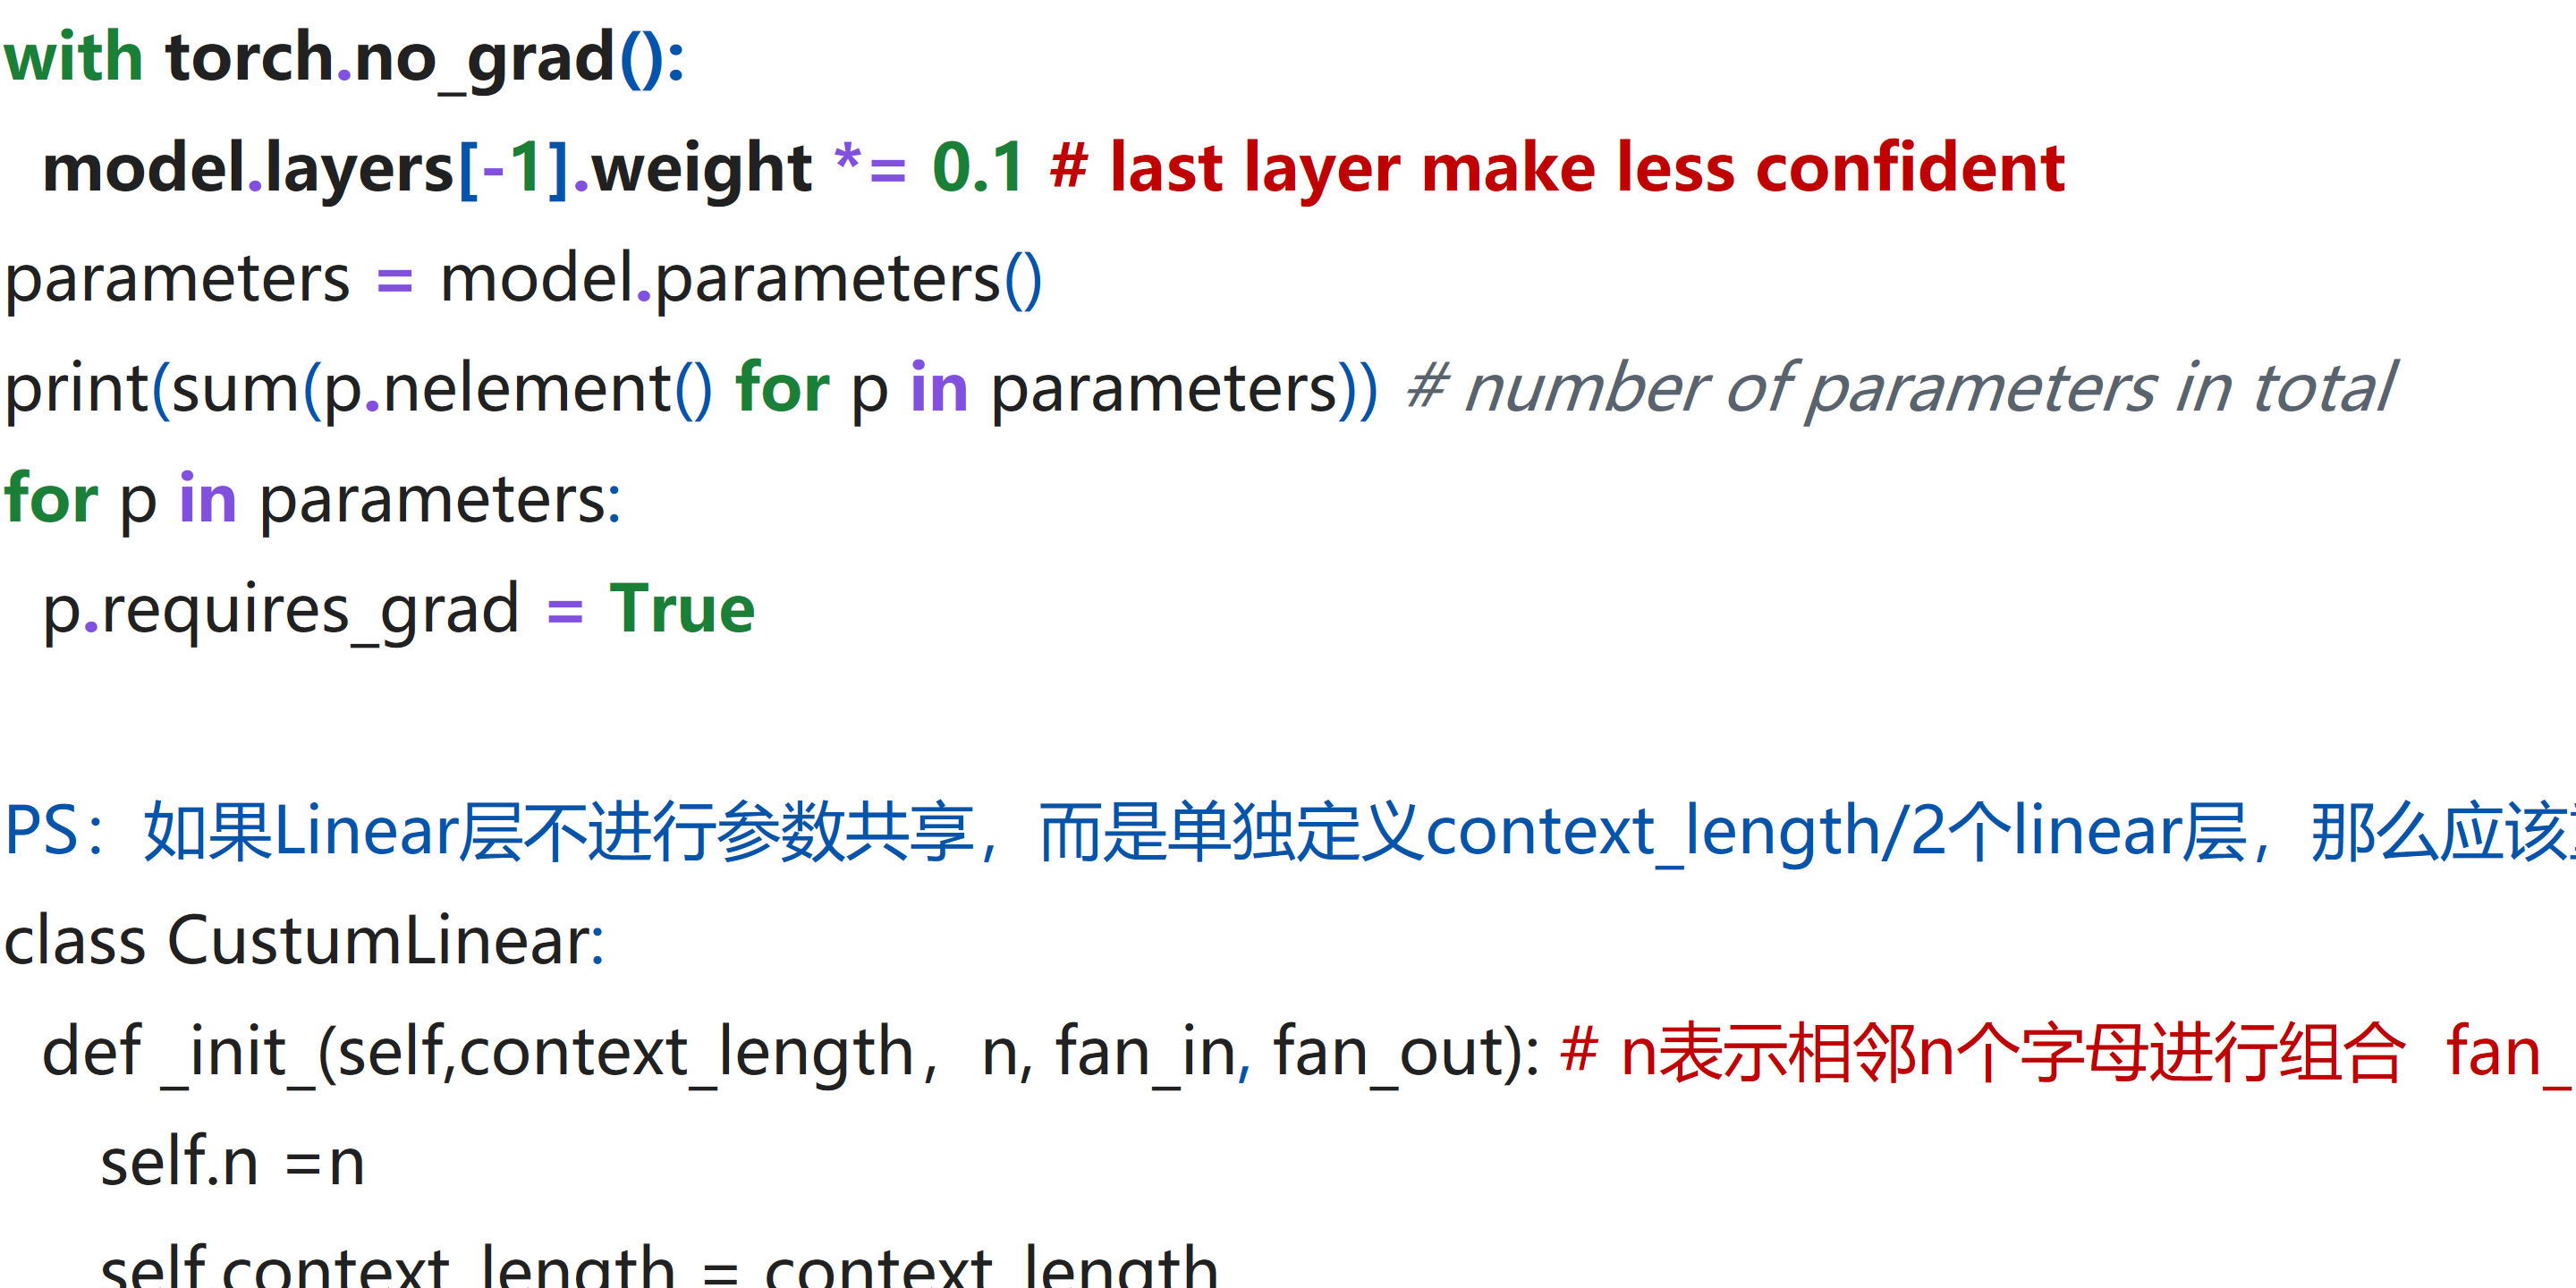 with torch.no_grad():
model.layers[-1].weight *= 0.1 # last layer make less confident
parameters = model.parameters()
print(sum(p.nelement() for p in parameters)) # number of parameters in total
for p in parameters:
p.requires_grad = True
PS：如果Linear层不进行参数共享，而是单独定义context_length/2个linear层，那么应该
class CustumLinear:
def _init_(self,context_length，n, fan_in, fan_out): # n表示相邻n个字母进行组合 fan_
self.n =n
self.context_length = context_length